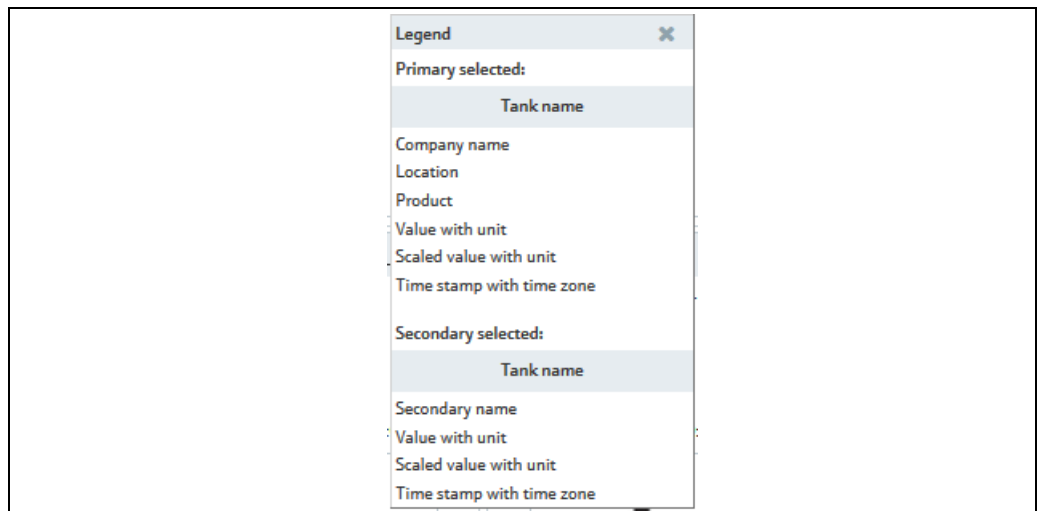 Legend
Primary selected:
Tank name
Company name
Location
Product
Value with unit
Scaled value with unit
Time stamp with time zone
Secondary selected:
Tank name
Secondary name
Value with unit
Scaled value with unit
Time stamp with time zone